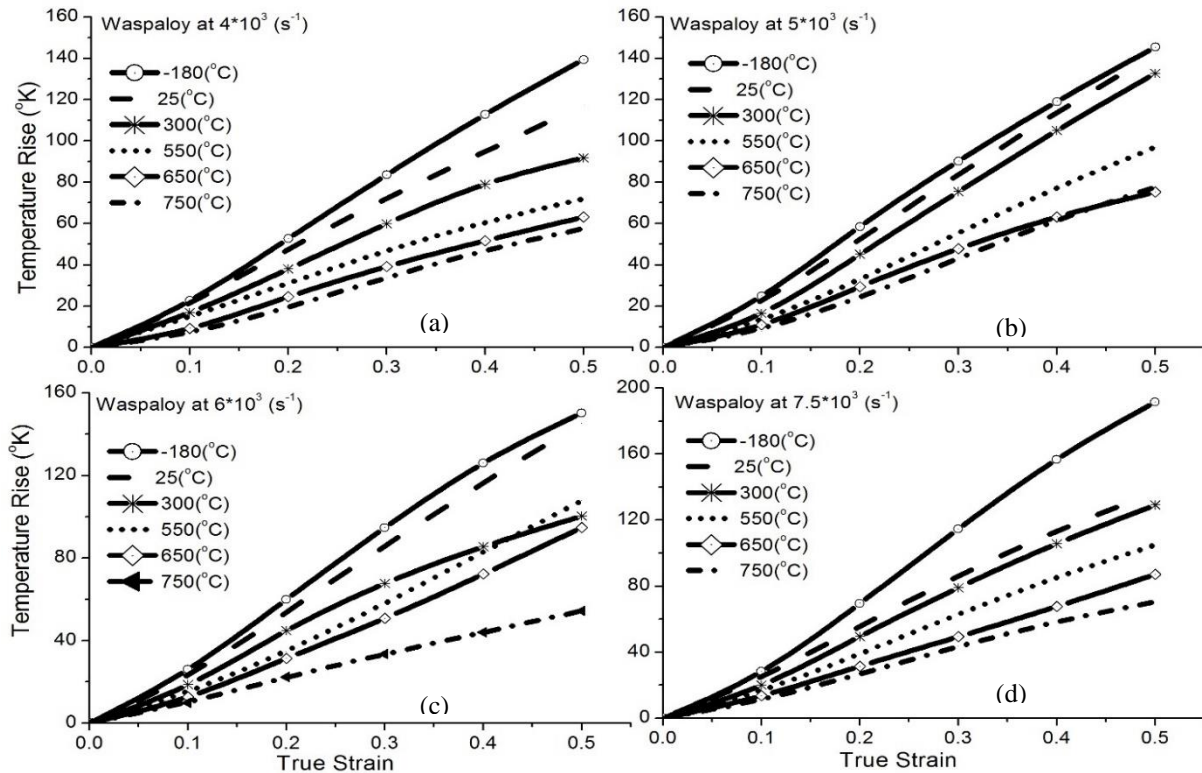 Waspaloy at 4*10³ (s⁻¹)
-180(°C)
25(°C)
300(°C)
550(°C)
650(°C)
750(°C)
(a)
Temperature Rise (°K)
160
140
120
100
80
60
40
20
0
0.0 0.1 0.2 0.3 0.4 0.5
Waspaloy at 5*10³ (s⁻¹)
-180(°C)
25(°C)
300(°C)
550(°C)
650(°C)
750(°C)
(b)
160
140
120
100
80
60
40
20
0
0.0 0.1 0.2 0.3 0.4 0.5
Waspaloy at 6*10³ (s⁻¹)
-180(°C)
25(°C)
300(°C)
550(°C)
650(°C)
750(°C)
(c)
Temperature Rise (°K)
160
120
80
40
0
0.0 0.1 0.2 0.3 0.4 0.5
True Strain
Waspaloy at 7.5*10³ (s⁻¹)
-180(°C)
25(°C)
300(°C)
550(°C)
650(°C)
750(°C)
(d)
200
160
120
80
40
0
0.0 0.1 0.2 0.3 0.4 0.5
True Strain